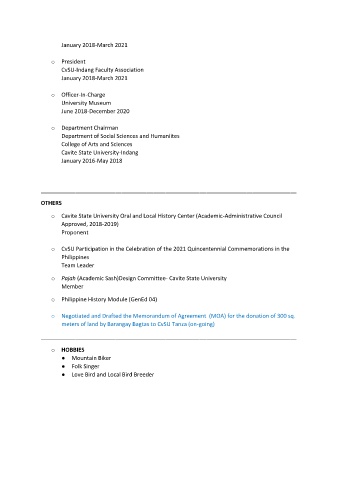 January 2018-March 2021
○ President
CvSU-Indang Faculty Association
January 2018-March 2021
○ Officer-In-Charge
University Museum
June 2018-December 2020
○ Department Chairman
Department of Social Sciences and Humanities
College of Arts and Sciences
Cavite State University-Indang
January 2016-May 2018
OTHERS
○ Cavite State University Oral and Local History Center (Academic-Administrative Council
Approved, 2018-2019)
Proponent
○ CvSU Participation in the Celebration of the 2021 Quincentennial Commemorations in the
Philippines
Team Leader
○ Pajah (Academic Sash)Design Committee- Cavite State University
Member
○ Philippine History Module (GenEd 04)
○ Negotiated and Drafted the Memorandum of Agreement (MOA) for the donation of 300 sq.
meters of land by Barangay Bagtas to CvSU Tanza (on-going)
○ HOBBIES
● Mountain Biker
● Folk Singer
● Love Bird and Local Bird Breeder